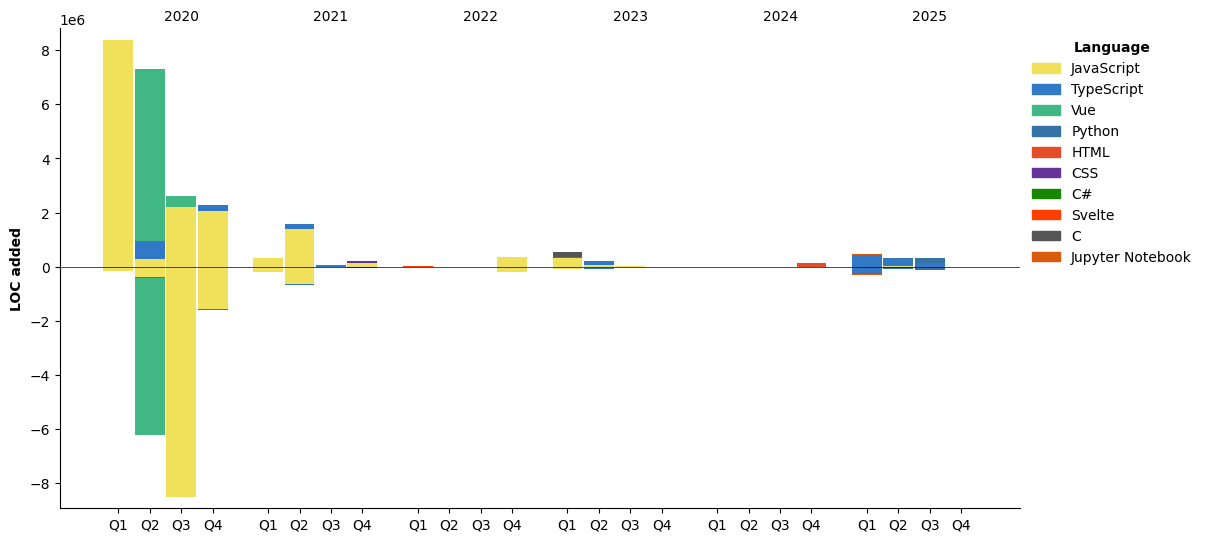 1e6
2020 2021 2022 2023 2024 2025
8
6
4
2
0
−2
−4
−6
−8
LOC added
Q1 Q2 Q3 Q4 Q1 Q2 Q3 Q4 Q1 Q2 Q3 Q4 Q1 Q2 Q3 Q4 Q1 Q2 Q3 Q4 Q1 Q2 Q3 Q4
Language
JavaScript
TypeScript
Vue
Python
HTML
CSS
C#
Svelte
C
Jupyter Notebook